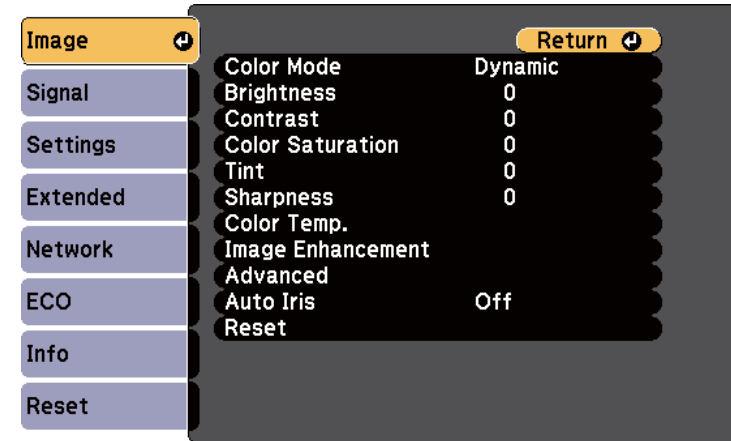 Image
Signal
Settings
Extended
Network
ECO
Info
Reset
Return
Color Mode Dynamic
Brightness 0
Contrast 0
Color Saturation 0
Tint 0
Sharpness 0
Color Temp.
Image Enhancement
Advanced
Auto Iris Off
Reset